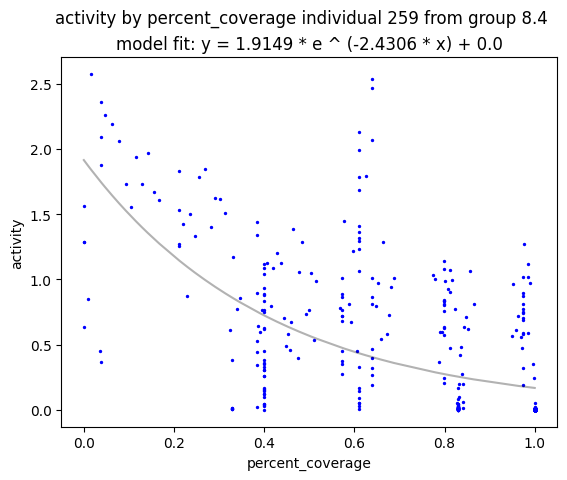 activity by percent_coverage individual 259 from group 8.4
model fit: y = 1.9149 * e ^ (-2.4306 * x) + 0.0
2.5
2.0
1.5
1.0
0.5
0.0
activity
0.0 0.2 0.4 0.6 0.8 1.0
percent_coverage